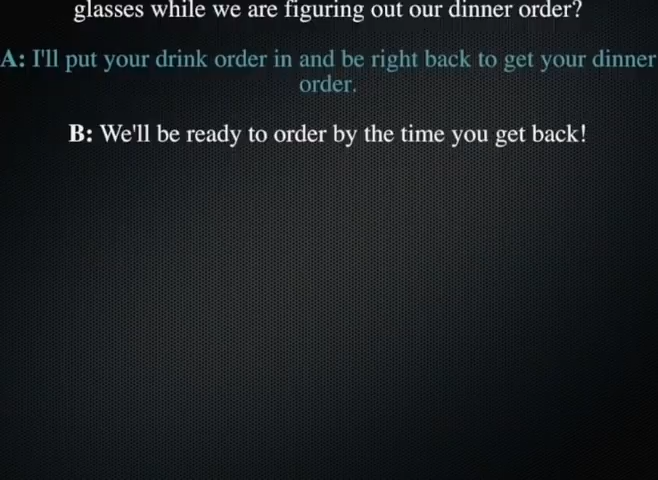 glasses while we are figuring out our dinner order?
A: I'll put your drink order in and be right back to get your dinner
order.
B: We'll be ready to order by the time you get back!